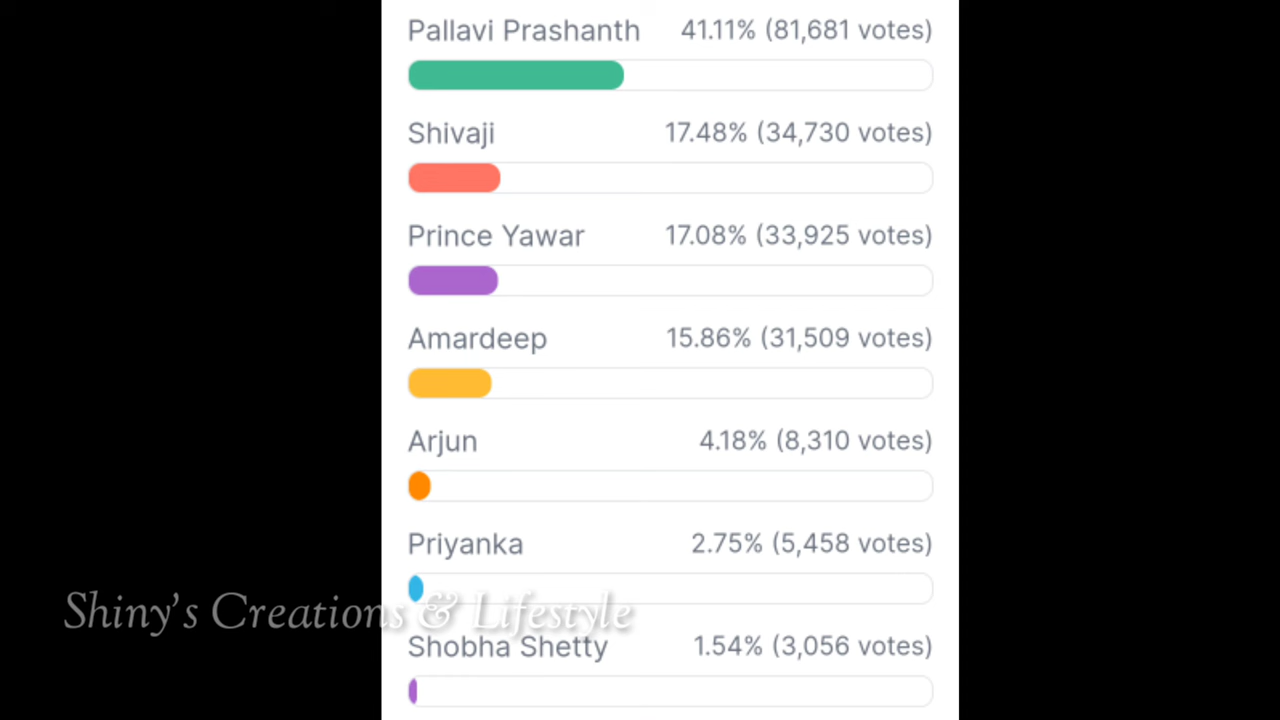 Pallavi Prashanth 41.11% (81,681 votes)
Shivaji 17.48% (34,730 votes)
Prince Yawar 17.08% (33,925 votes)
Amardeep 15.86% (31,509 votes)
Arjun 4.18% (8,310 votes)
Priyanka 2.75% (5,458 votes)
Shiny's Creations & Lifestyle
Shobha Shetty 1.54% (3,056 votes)